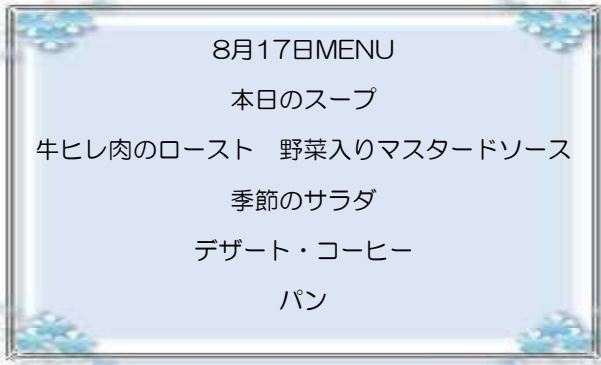 8月17日MENU
本日のスープ
牛ヒレ肉のロースト　野菜入りマスタードソース
季節のサラダ
デザート・コーヒー
パン